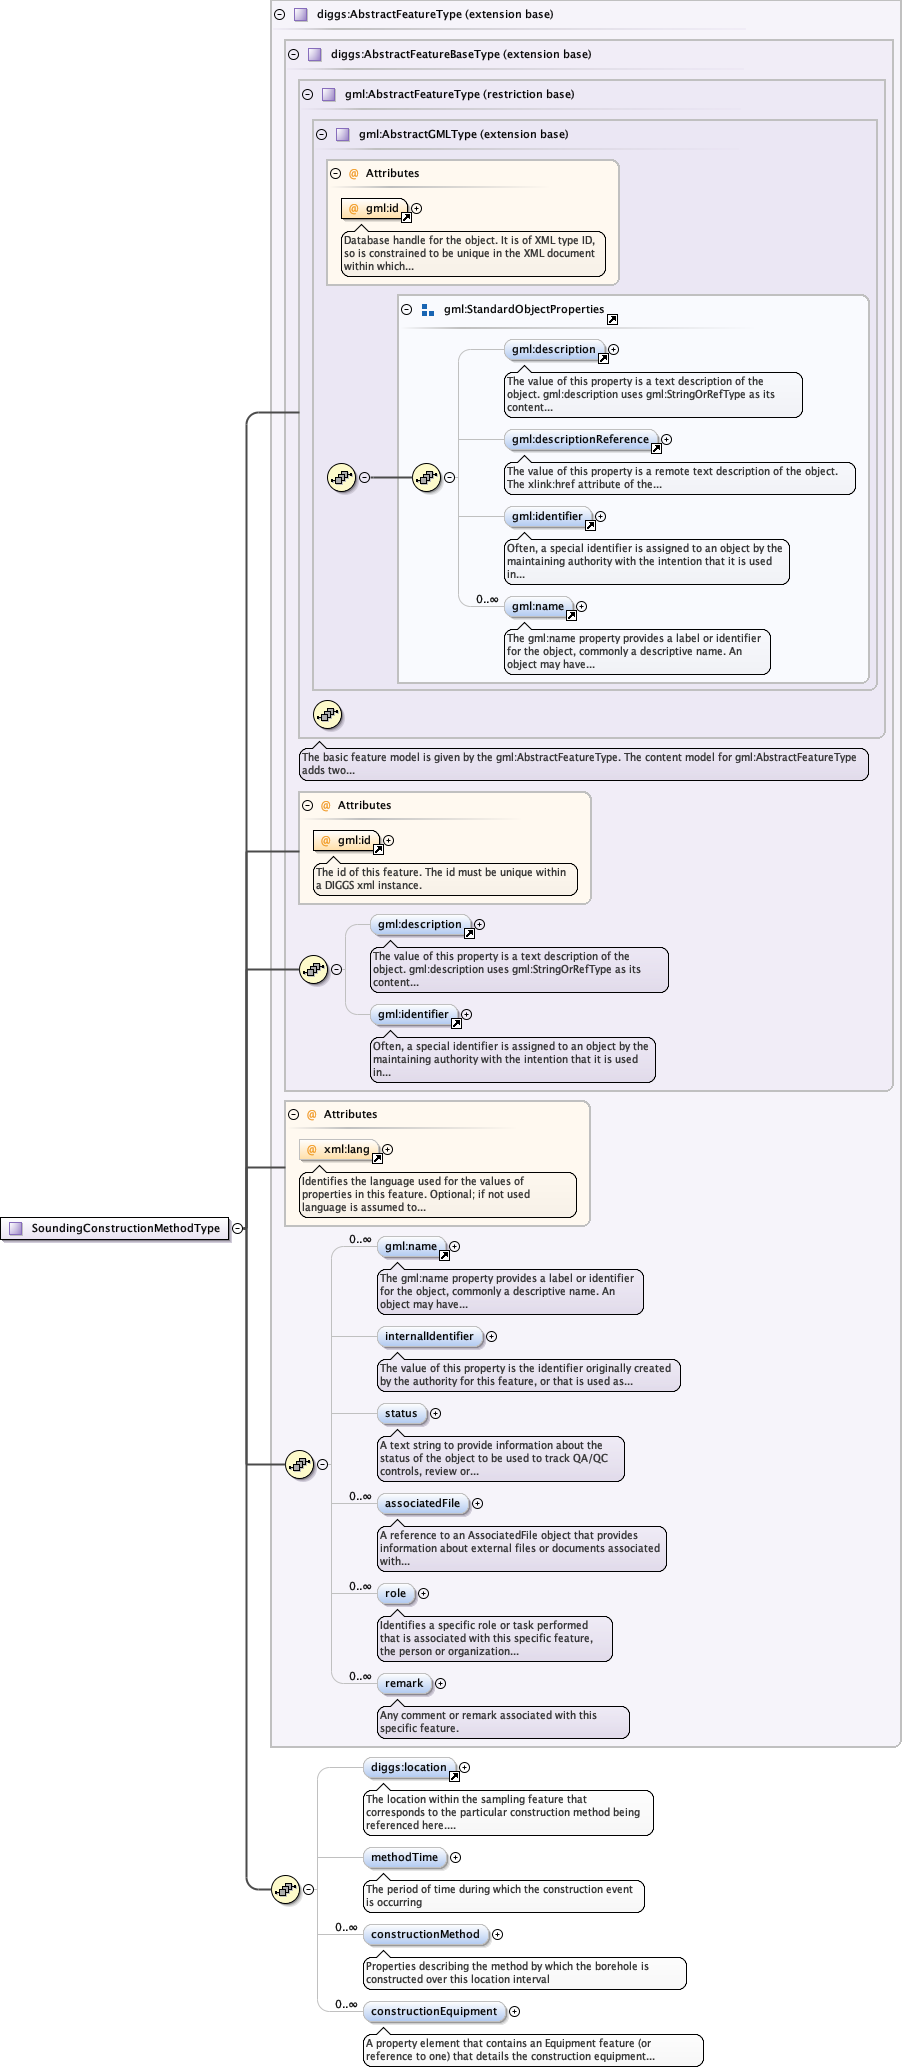 diggs:AbstractFeatureType (extension base)
diggs:AbstractFeatureBaseType (extension base)
gml:AbstractFeatureType (restriction base)
gml:AbstractGMLType (extension base)
@ Attributes
@ gml:id
Database handle for the object. It is of XML type ID,
so is constrained to be unique in the XML document
within which...
gml:StandardObjectProperties
gml:description
The value of this property is a text description of the
object. gml:description uses gml:StringOrRefType as its
content...
gml:descriptionReference
The value of this property is a remote text description of the object.
The xlink:href attribute of the...
gml:identifier
Often, a special identifier is assigned to an object by the
maintaining authority with the intention that it is used
in...
0..∞
gml:name
The gml:name property provides a label or identifier
for the object, commonly a descriptive name. An
object may have...
The basic feature model is given by the gml:AbstractFeatureType. The content model for gml:AbstractFeatureType
adds two...
@ Attributes
@ gml:id
The id of this feature. The id must be unique within
a DIGGS xml instance.
gml:description
The value of this property is a text description of the
object. gml:description uses gml:StringOrRefType as its
content...
gml:identifier
Often, a special identifier is assigned to an object by the
maintaining authority with the intention that it is used
in...
@ Attributes
@ xml:lang
Identifies the language used for the values of
properties in this feature. Optional; if not used
language is assumed to...
SoundingConstructionMethodType
0..∞
gml:name
The gml:name property provides a label or identifier
for the object, commonly a descriptive name. An
object may have...
internalIdentifier
The value of this property is the identifier originally created
by the authority for this feature, or that is used as...
status
A text string to provide information about the
status of the object to be used to track QA/QC
controls, review or...
0..∞
associatedFile
A reference to an AssociatedFile object that provides
information about external files or documents associated
with...
0..∞
role
Identifies a specific role or task performed
that is associated with this specific feature,
the person or organization...
0..∞
remark
Any comment or remark associated with this
specific feature.
diggs:location
The location within the sampling feature that
corresponds to the particular construction method being
referenced here....
methodTime
The period of time during which the construction event
is occurring
0..∞
constructionMethod
Properties describing the method by which the borehole is
constructed over this location interval
0..∞
constructionEquipment
A property element that contains an Equipment feature (or
reference to one) that details the construction equipment...